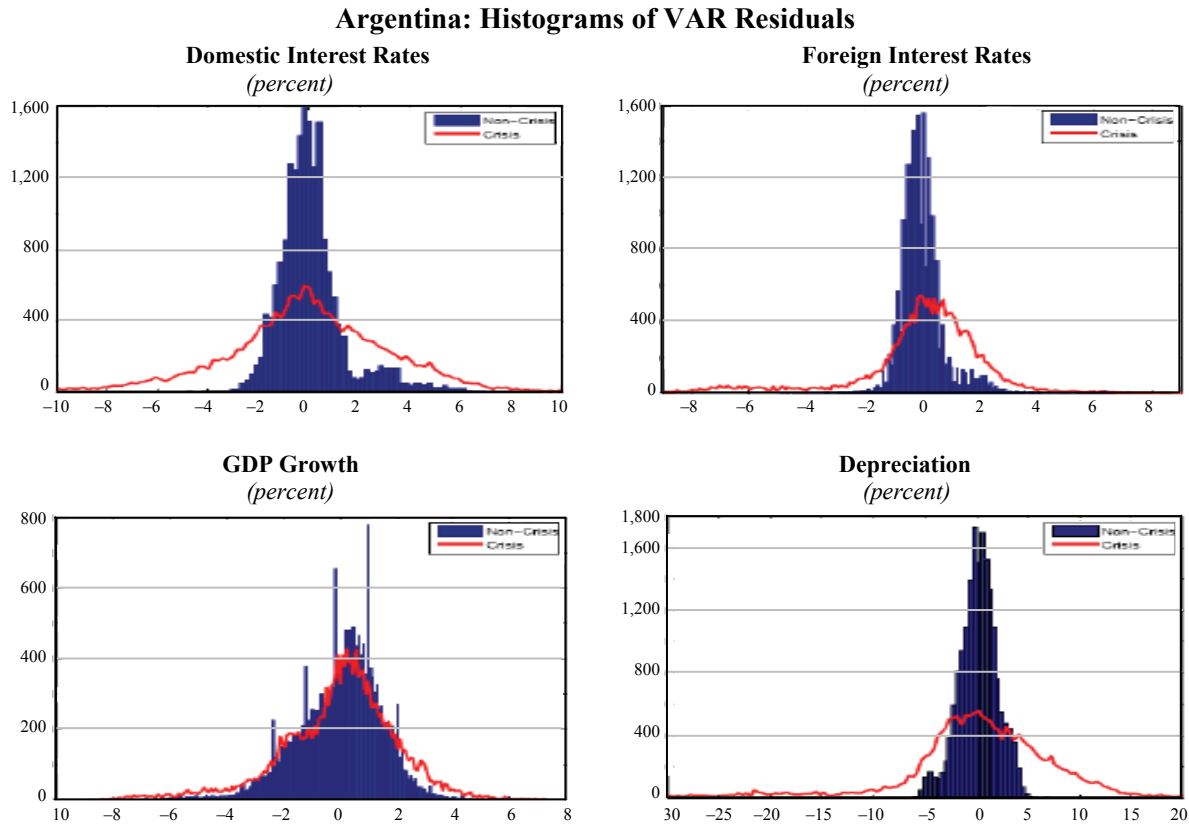 Argentina: Histograms of VAR Residuals
Domestic Interest Rates
(percent)
1,600
1,200
800
400
0
Non-Crisis
Crisis
−10 −8 −6 −4 −2 0 2 4 6 8 10
Foreign Interest Rates
(percent)
1,600
1,200
800
400
0
Non-Crisis
Crisis
−8 −6 −4 −2 0 2 4 6 8
GDP Growth
(percent)
800
600
400
200
0
Non-Crisis
Crisis
10 −8 −6 −4 −2 0 2 4 6 8
Depreciation
(percent)
1,800
1,600
1,200
800
400
0
Non-Crisis
Crisis
−30 −25 −20 −15 −10 −5 0 5 10 15 20